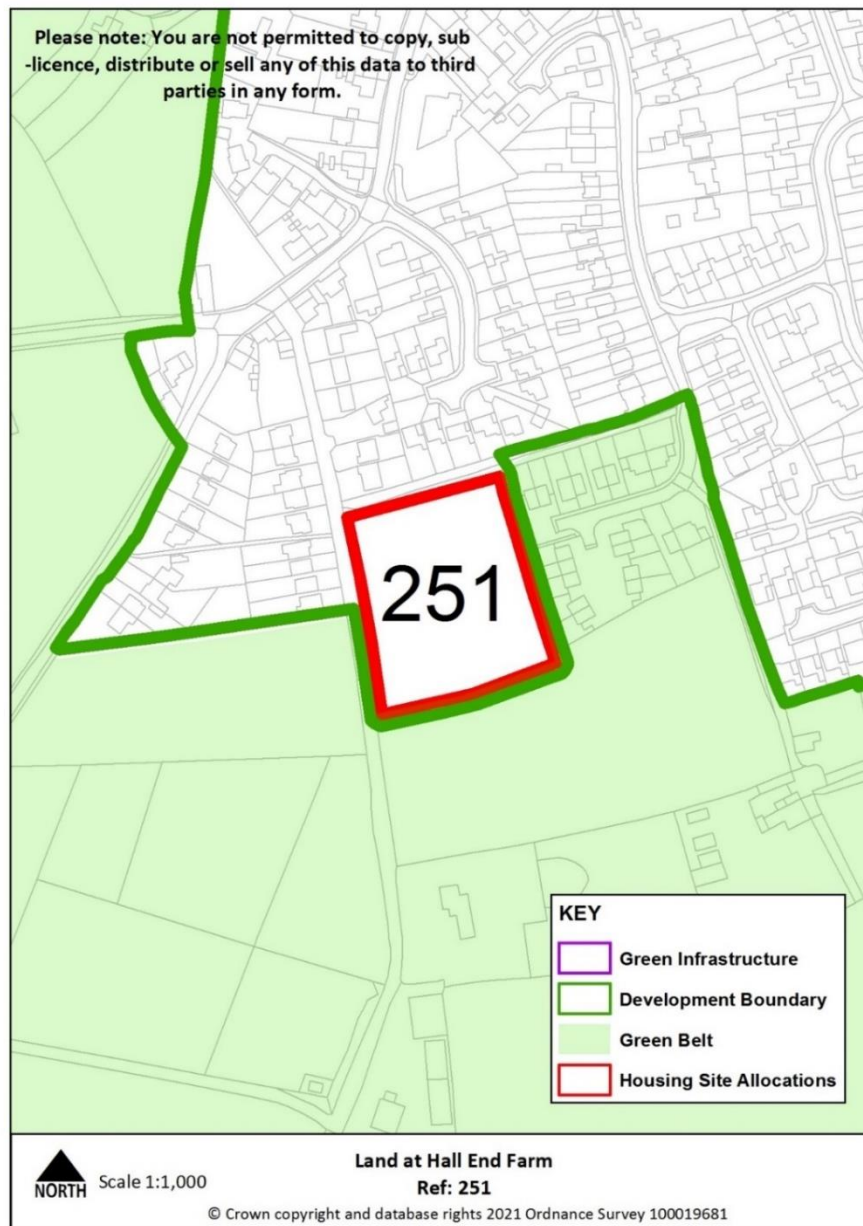 Please note: You are not permitted to copy, sub
-licence, distribute or sell any of this data to third
parties in any form.
251
KEY
Green Infrastructure
Development Boundary
Green Belt
Housing Site Allocations
NORTH
Scale 1:1,000
Land at Hall End Farm
Ref: 251
© Crown copyright and database rights 2021 Ordnance Survey 100019681